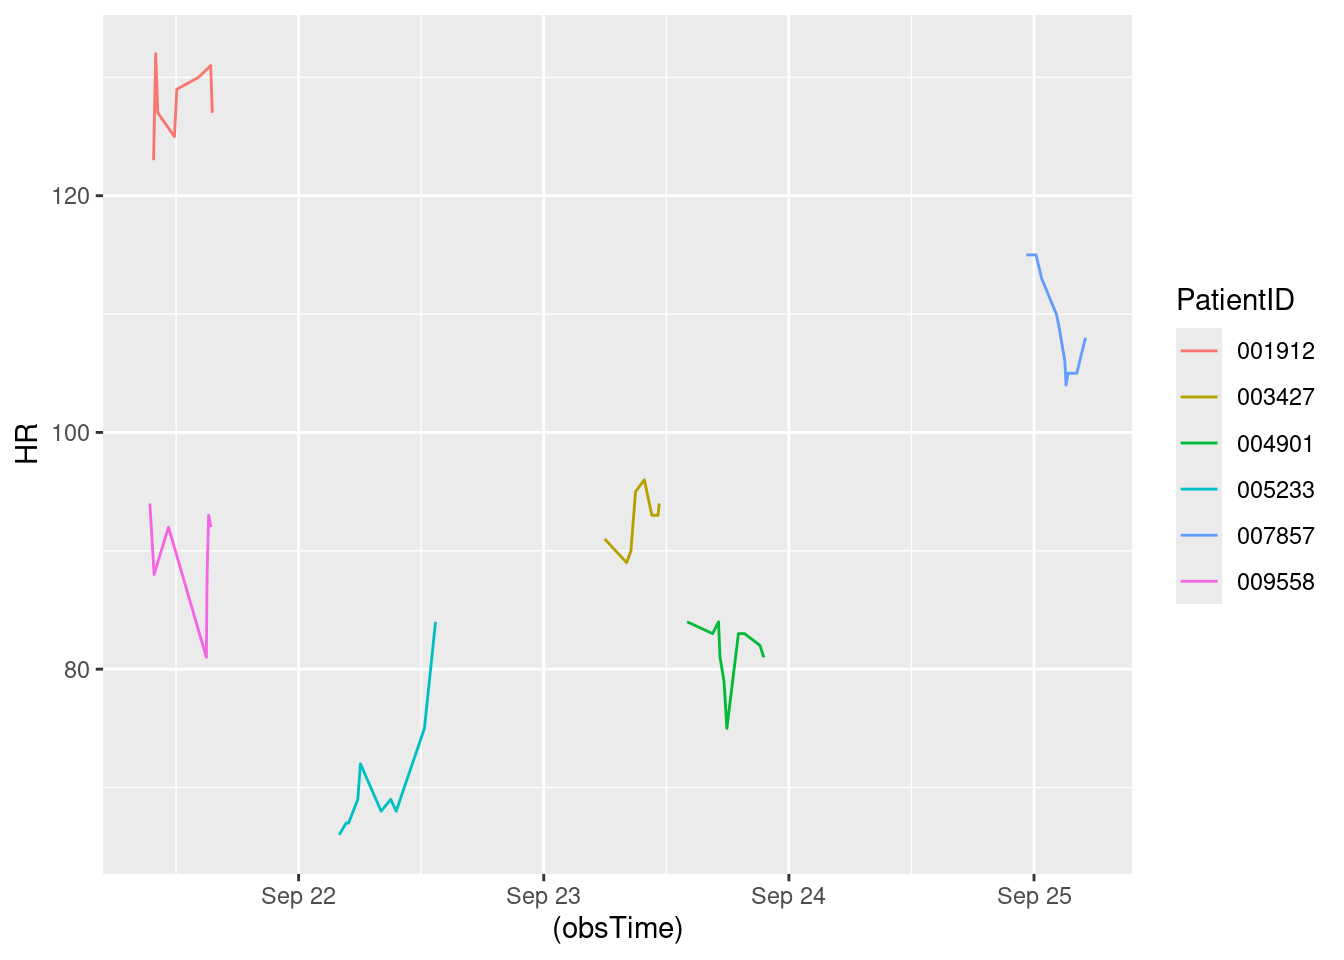 HR
120
100
80
Sep 22
Sep 23
Sep 24
Sep 25
(obsTime)
PatientID
001912
003427
004901
005233
007857
009558